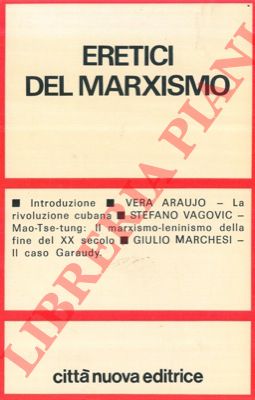 ERETICI
DEL MARXISMO
■ Introduzione ■ VERA ARAUJO – La
rivoluzione cubana ■ STEFANO VAGOVIC –
Mao-Tse-tung: Il marxismo-leninismo della
fine del XX secolo ■ GIULIO MARCHESI –
Il caso Garaudy.
città nuova editrice
LIBRERIA PIANI